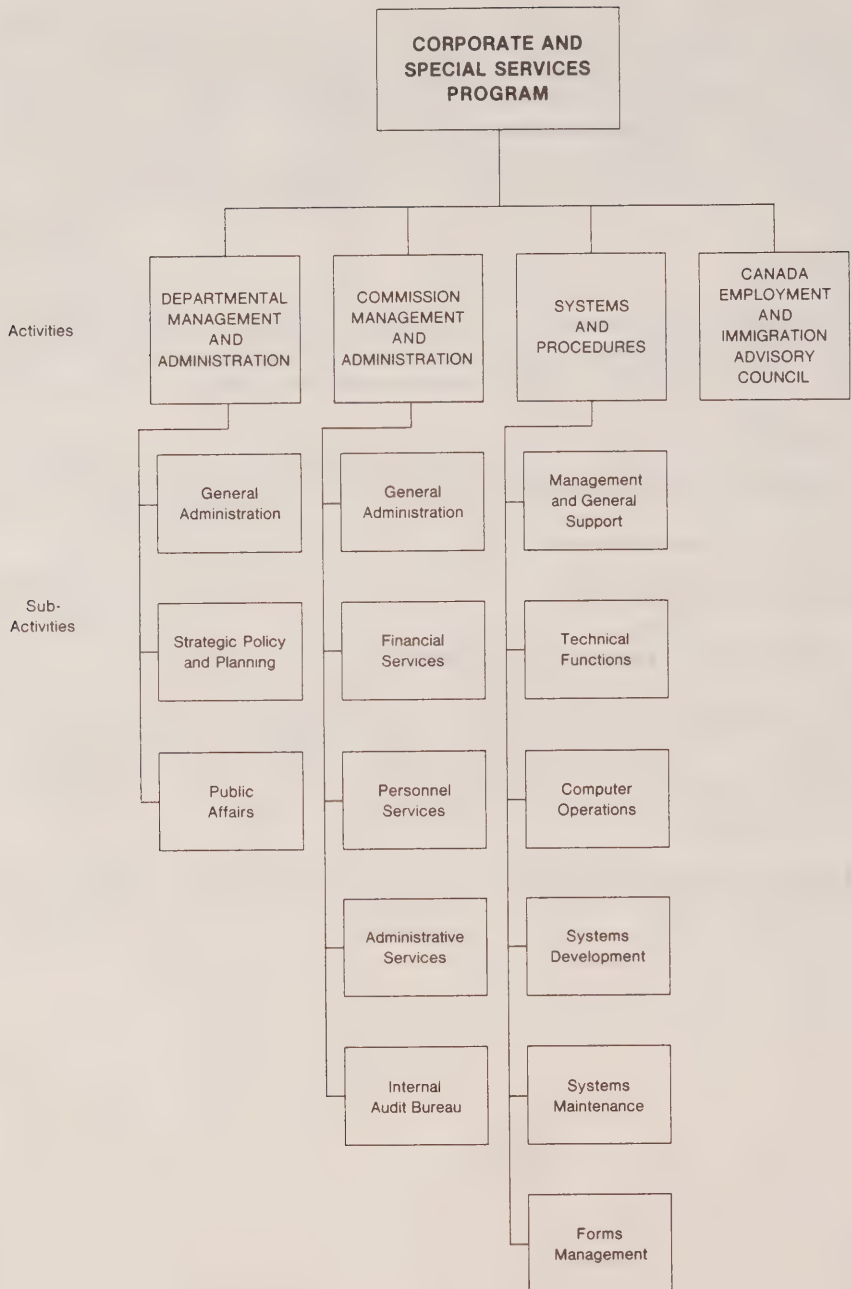 CORPORATE AND
SPECIAL SERVICES
PROGRAM
Activities
DEPARTMENTAL
MANAGEMENT
AND
ADMINISTRATION
COMMISSION
MANAGEMENT
AND
ADMINISTRATION
SYSTEMS
AND
PROCEDURES
CANADA
EMPLOYMENT
AND
IMMIGRATION
ADVISORY
COUNCIL
Sub-
Activities
General
Administration
Strategic Policy
and Planning
Public
Affairs
General
Administration
Financial
Services
Personnel
Services
Administrative
Services
Internal
Audit Bureau
Management
and General
Support
Technical
Functions
Computer
Operations
Systems
Development
Systems
Maintenance
Forms
Management